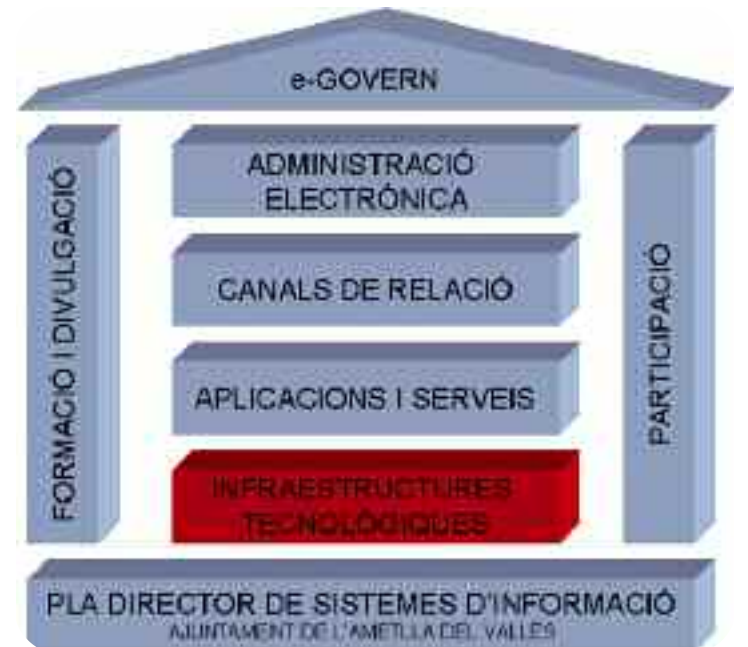 e-GOVERN
FORMACIÓ I DIVULGACIÓ
ADMINISTRACIÓ
ELECTRÓNICA
CANALS DE RELACIÓ
APLICACIONS I SERVEIS
INFRAESTRUCTURES
TECNOLÒGIQUES
PARTICIPACIÓ
PLA DIRECTOR DE SISTEMES D'INFORMACIÓ
AJUNTAMENT DE L'AMETLLA DEL VALLÈS